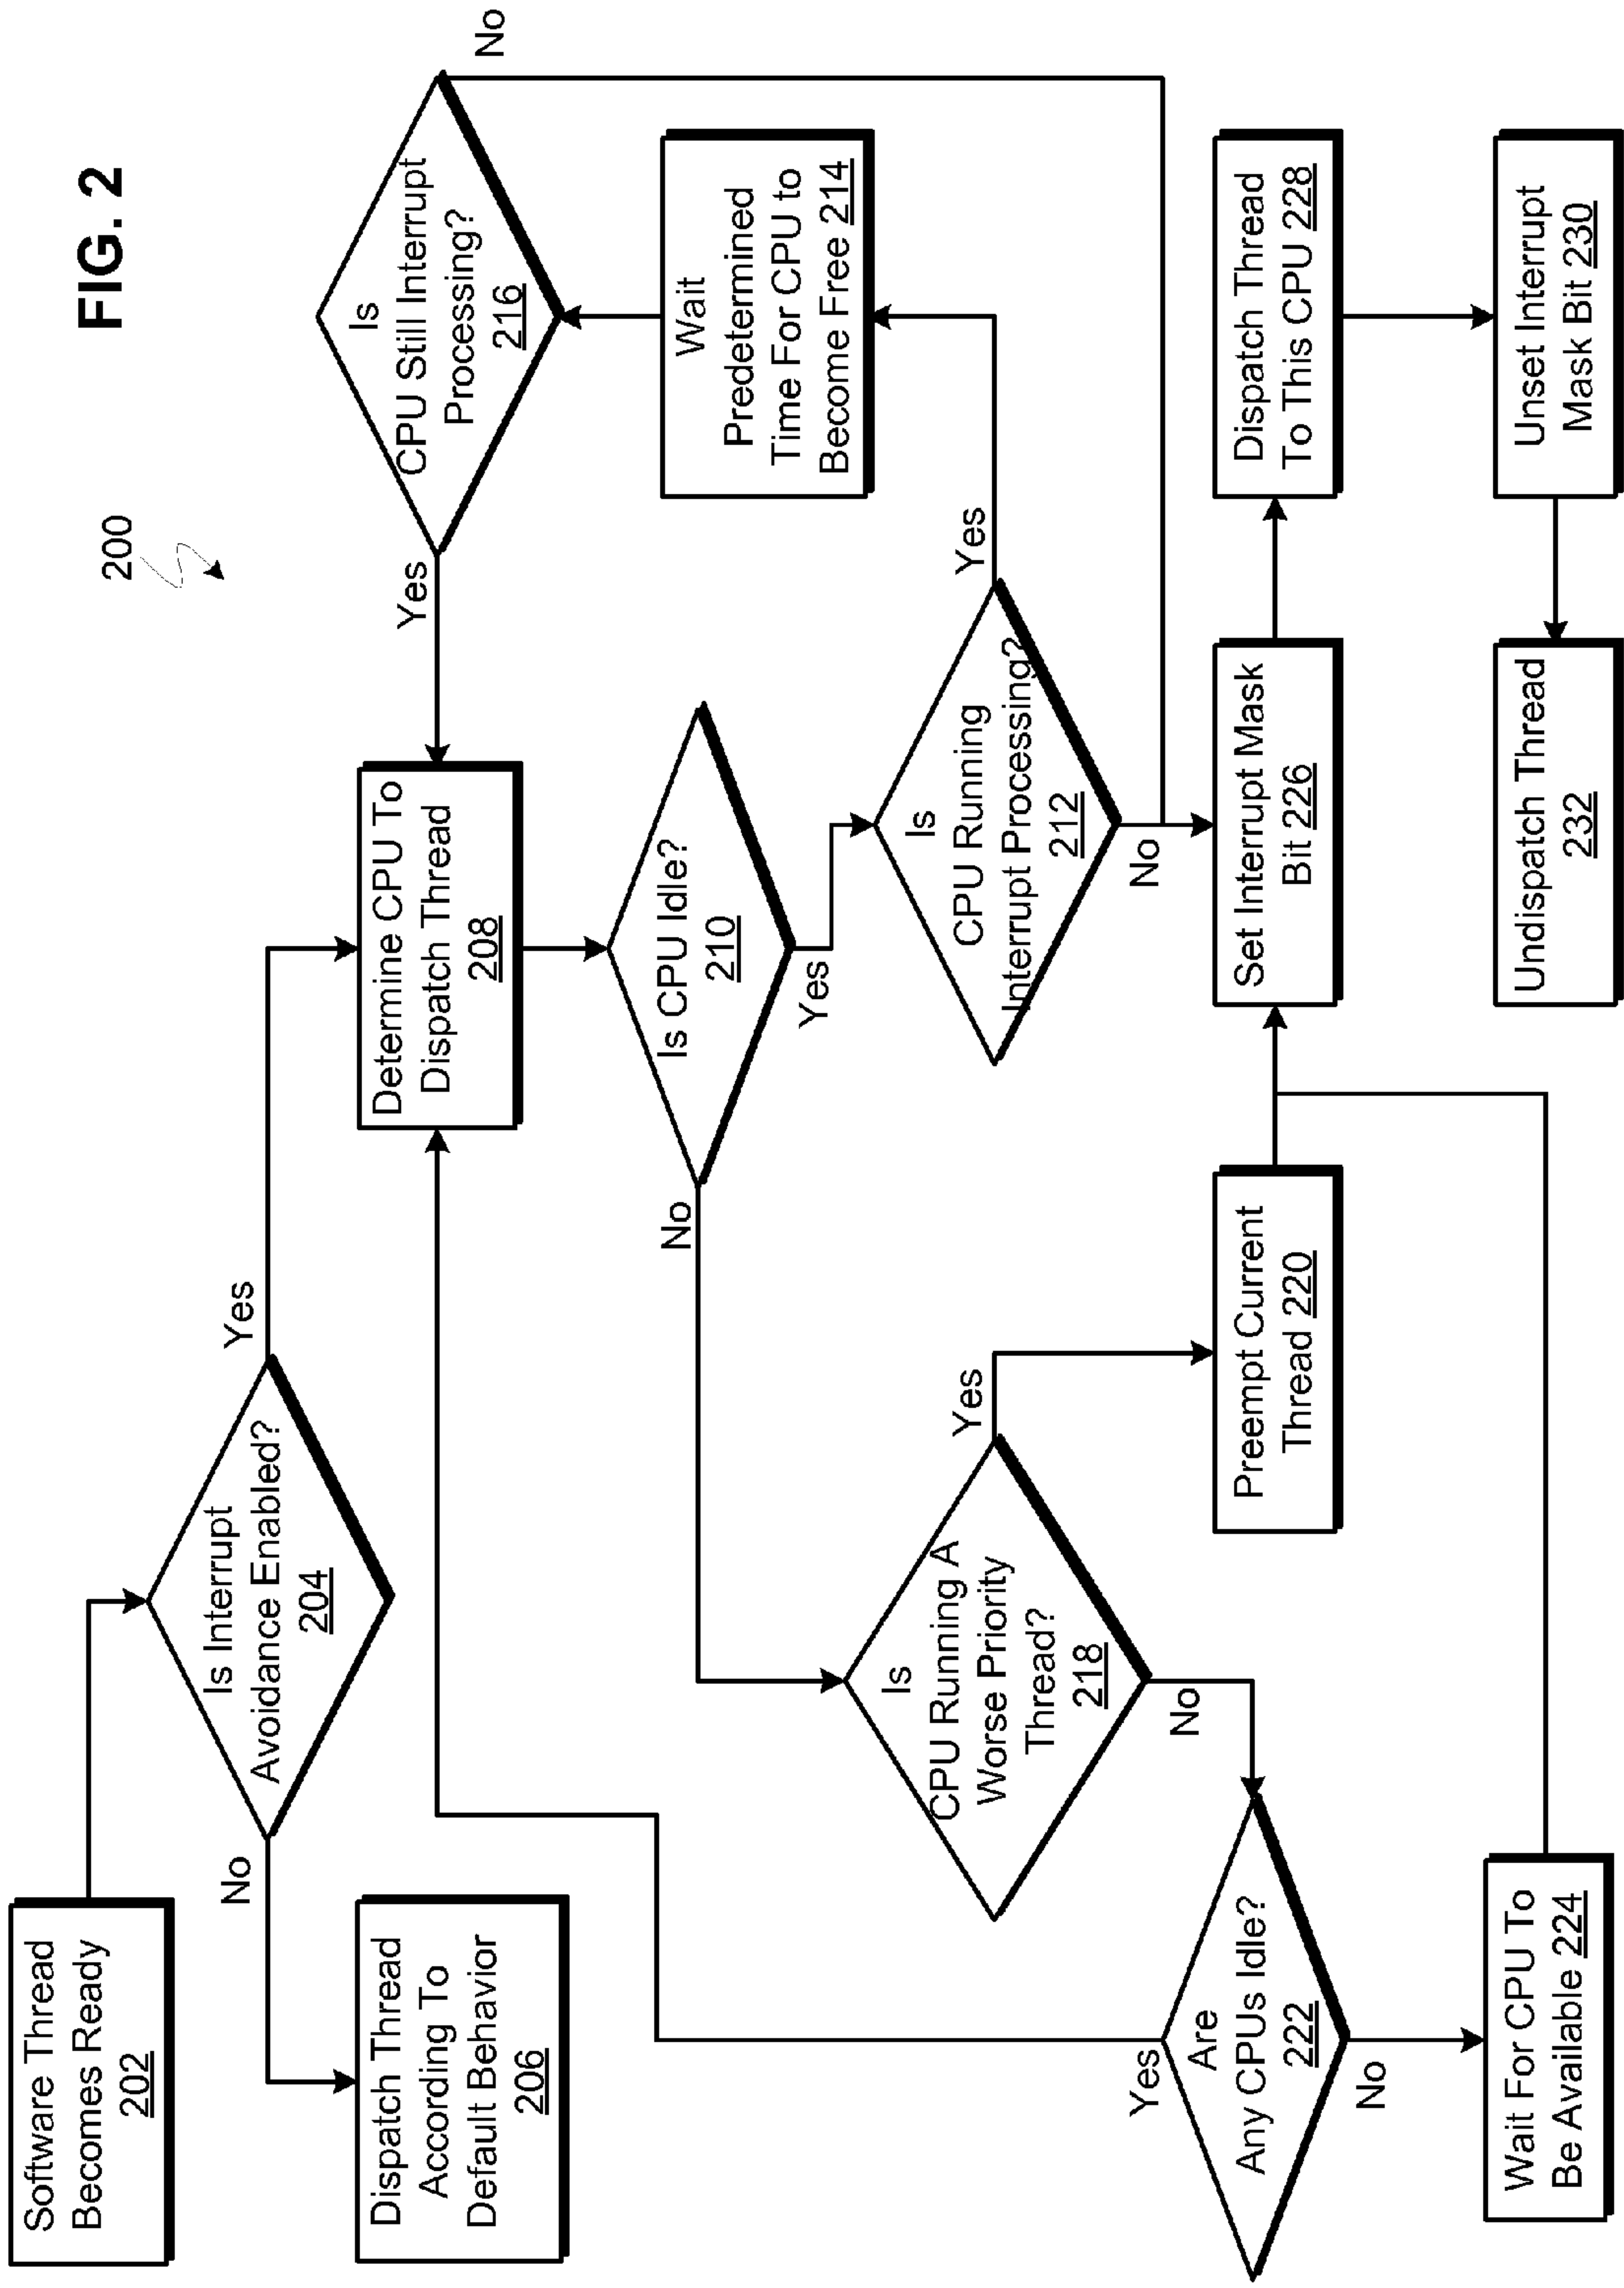 FIG. 2
200
Software Thread
Becomes Ready
202
Is Interrupt
Avoidance Enabled?
204
No
Yes
Dispatch Thread
According To
Default Behavior
206
Determine CPU To
Dispatch Thread
208
Is CPU Idle?
210
No
Yes
Is
CPU Running
Interrupt Processing?
212
Yes
No
Wait
Predetermined
Time For CPU to
Become Free 214
Is
CPU Still Interrupt
Processing?
216
Yes
No
Is
CPU Running A
Worse Priority
Thread?
218
Yes
No
Preempt Current
Thread 220
Are
Any CPUs Idle?
222
Yes
No
Wait For CPU To
Be Available 224
Set Interrupt Mask
Bit 226
Dispatch Thread
To This CPU 228
Unset Interrupt
Mask Bit 230
Undispatch Thread
232